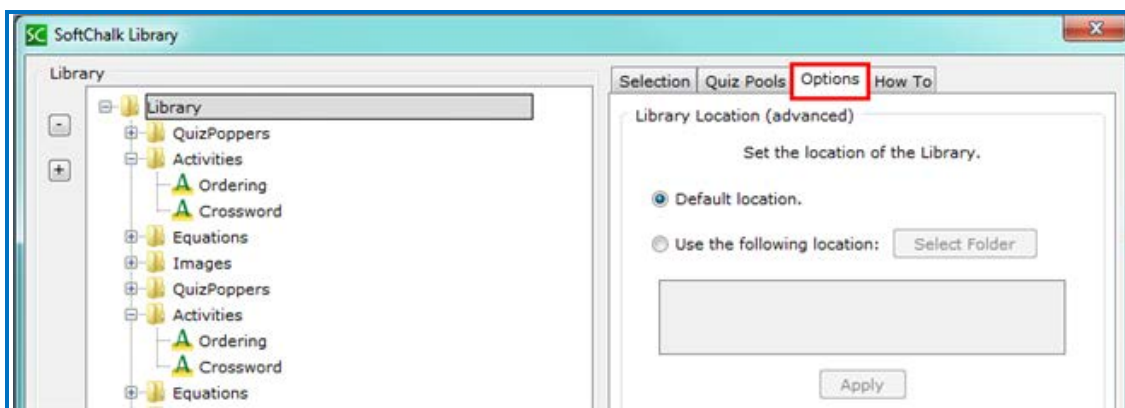 SC SoftChalk Library
x
Library
-
+
Library
QuizPoppers
Activities
A Ordering
A Crossword
Equations
Images
QuizPoppers
Activities
A Ordering
A Crossword
Equations
Selection Quiz Pools Options How To
Library Location (advanced)
Set the location of the Library.
Default location.
Use the following location: Select Folder
Apply